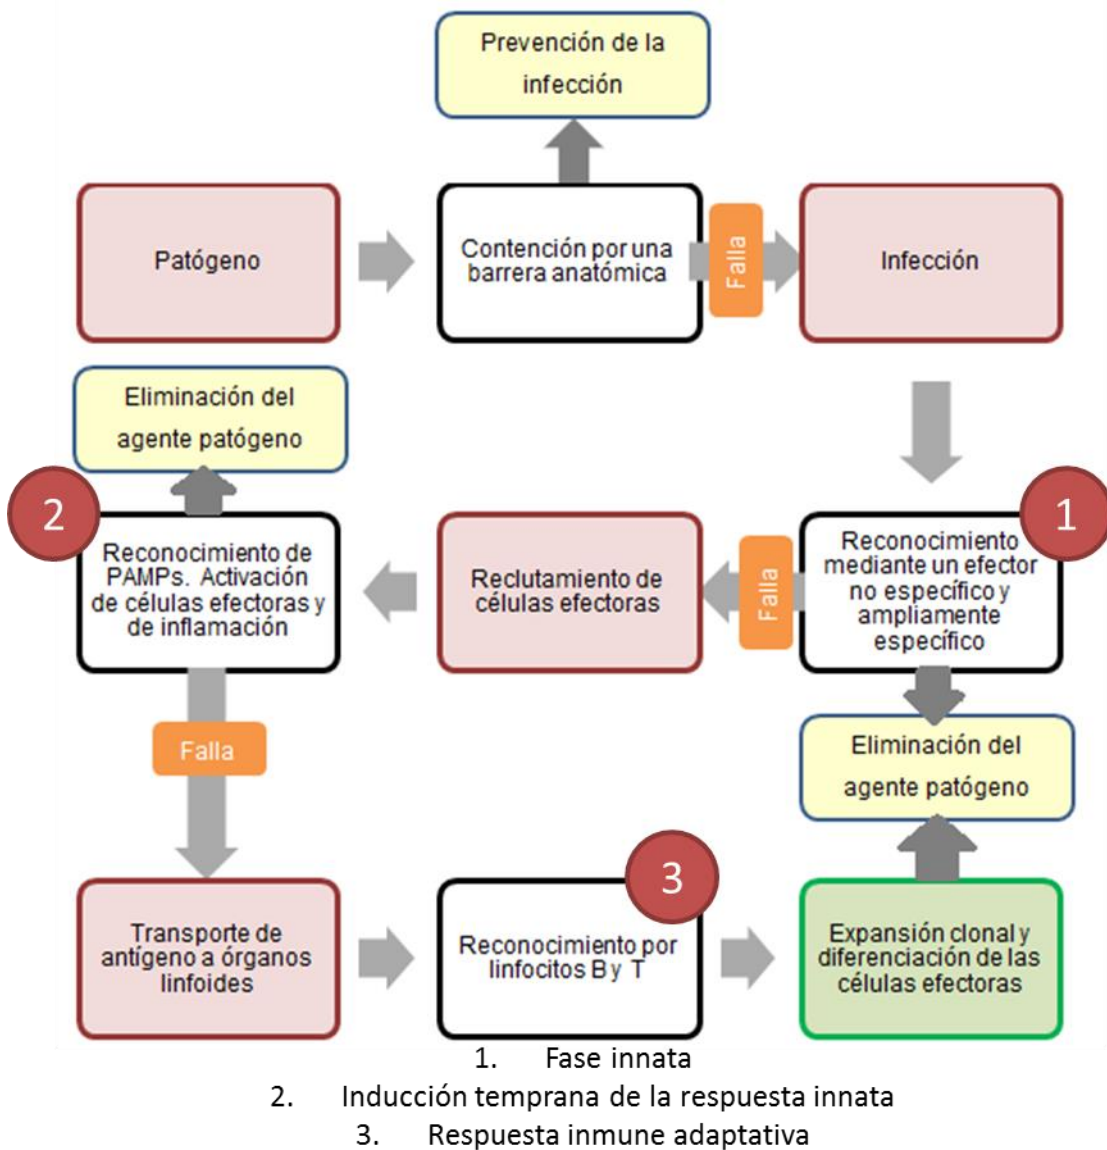 Prevención de la
infección
Patógeno
Contención por una
barrera anatómica
Falla
Infección
Eliminación del
agente patógeno
2
Reconocimiento de
PAMPs. Activación
de células efectoras y
de inflamación
Reclutamiento de
células efectoras
Falla
1
Reconocimiento
mediante un efector
no específico y
ampliamente
específico
Falla
Eliminación del
agente patógeno
Transporte de
antígeno a órganos
linfoides
3
Reconocimiento por
linfocitos B y T
Expansión clonal y
diferenciación de las
células efectoras
1. Fase innata
2. Inducción temprana de la respuesta innata
3. Respuesta inmune adaptativa